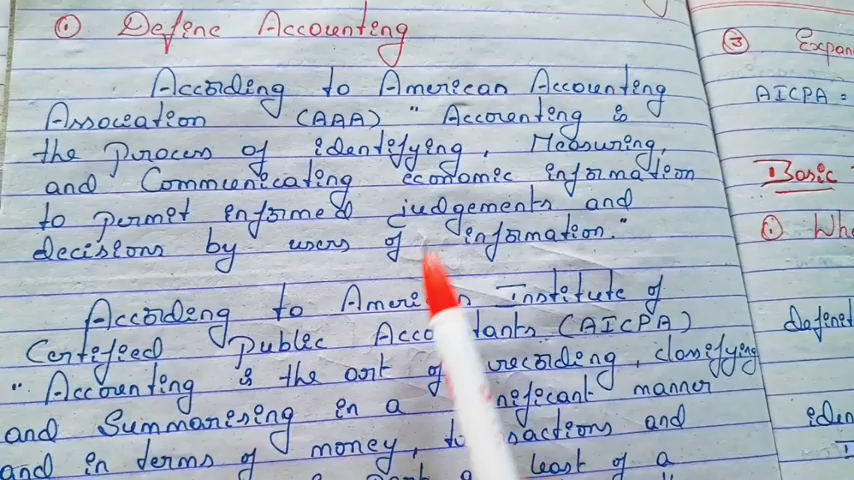 ① Define Accounting
According to American Accounting
Association (AAA) " Accounting is
the Process of identifying, Measuring,
and Communicating economic information
to permit informed judgements and
decisions by users of information."
According to American Institute of
Certified Public Accountants (AICPA)
" Accounting is the art of recording, classifying
and Summarising in a manner
and in terms of money, and
least of a
③ Expan
AICPA =
Basic
① Wh
definit
iden